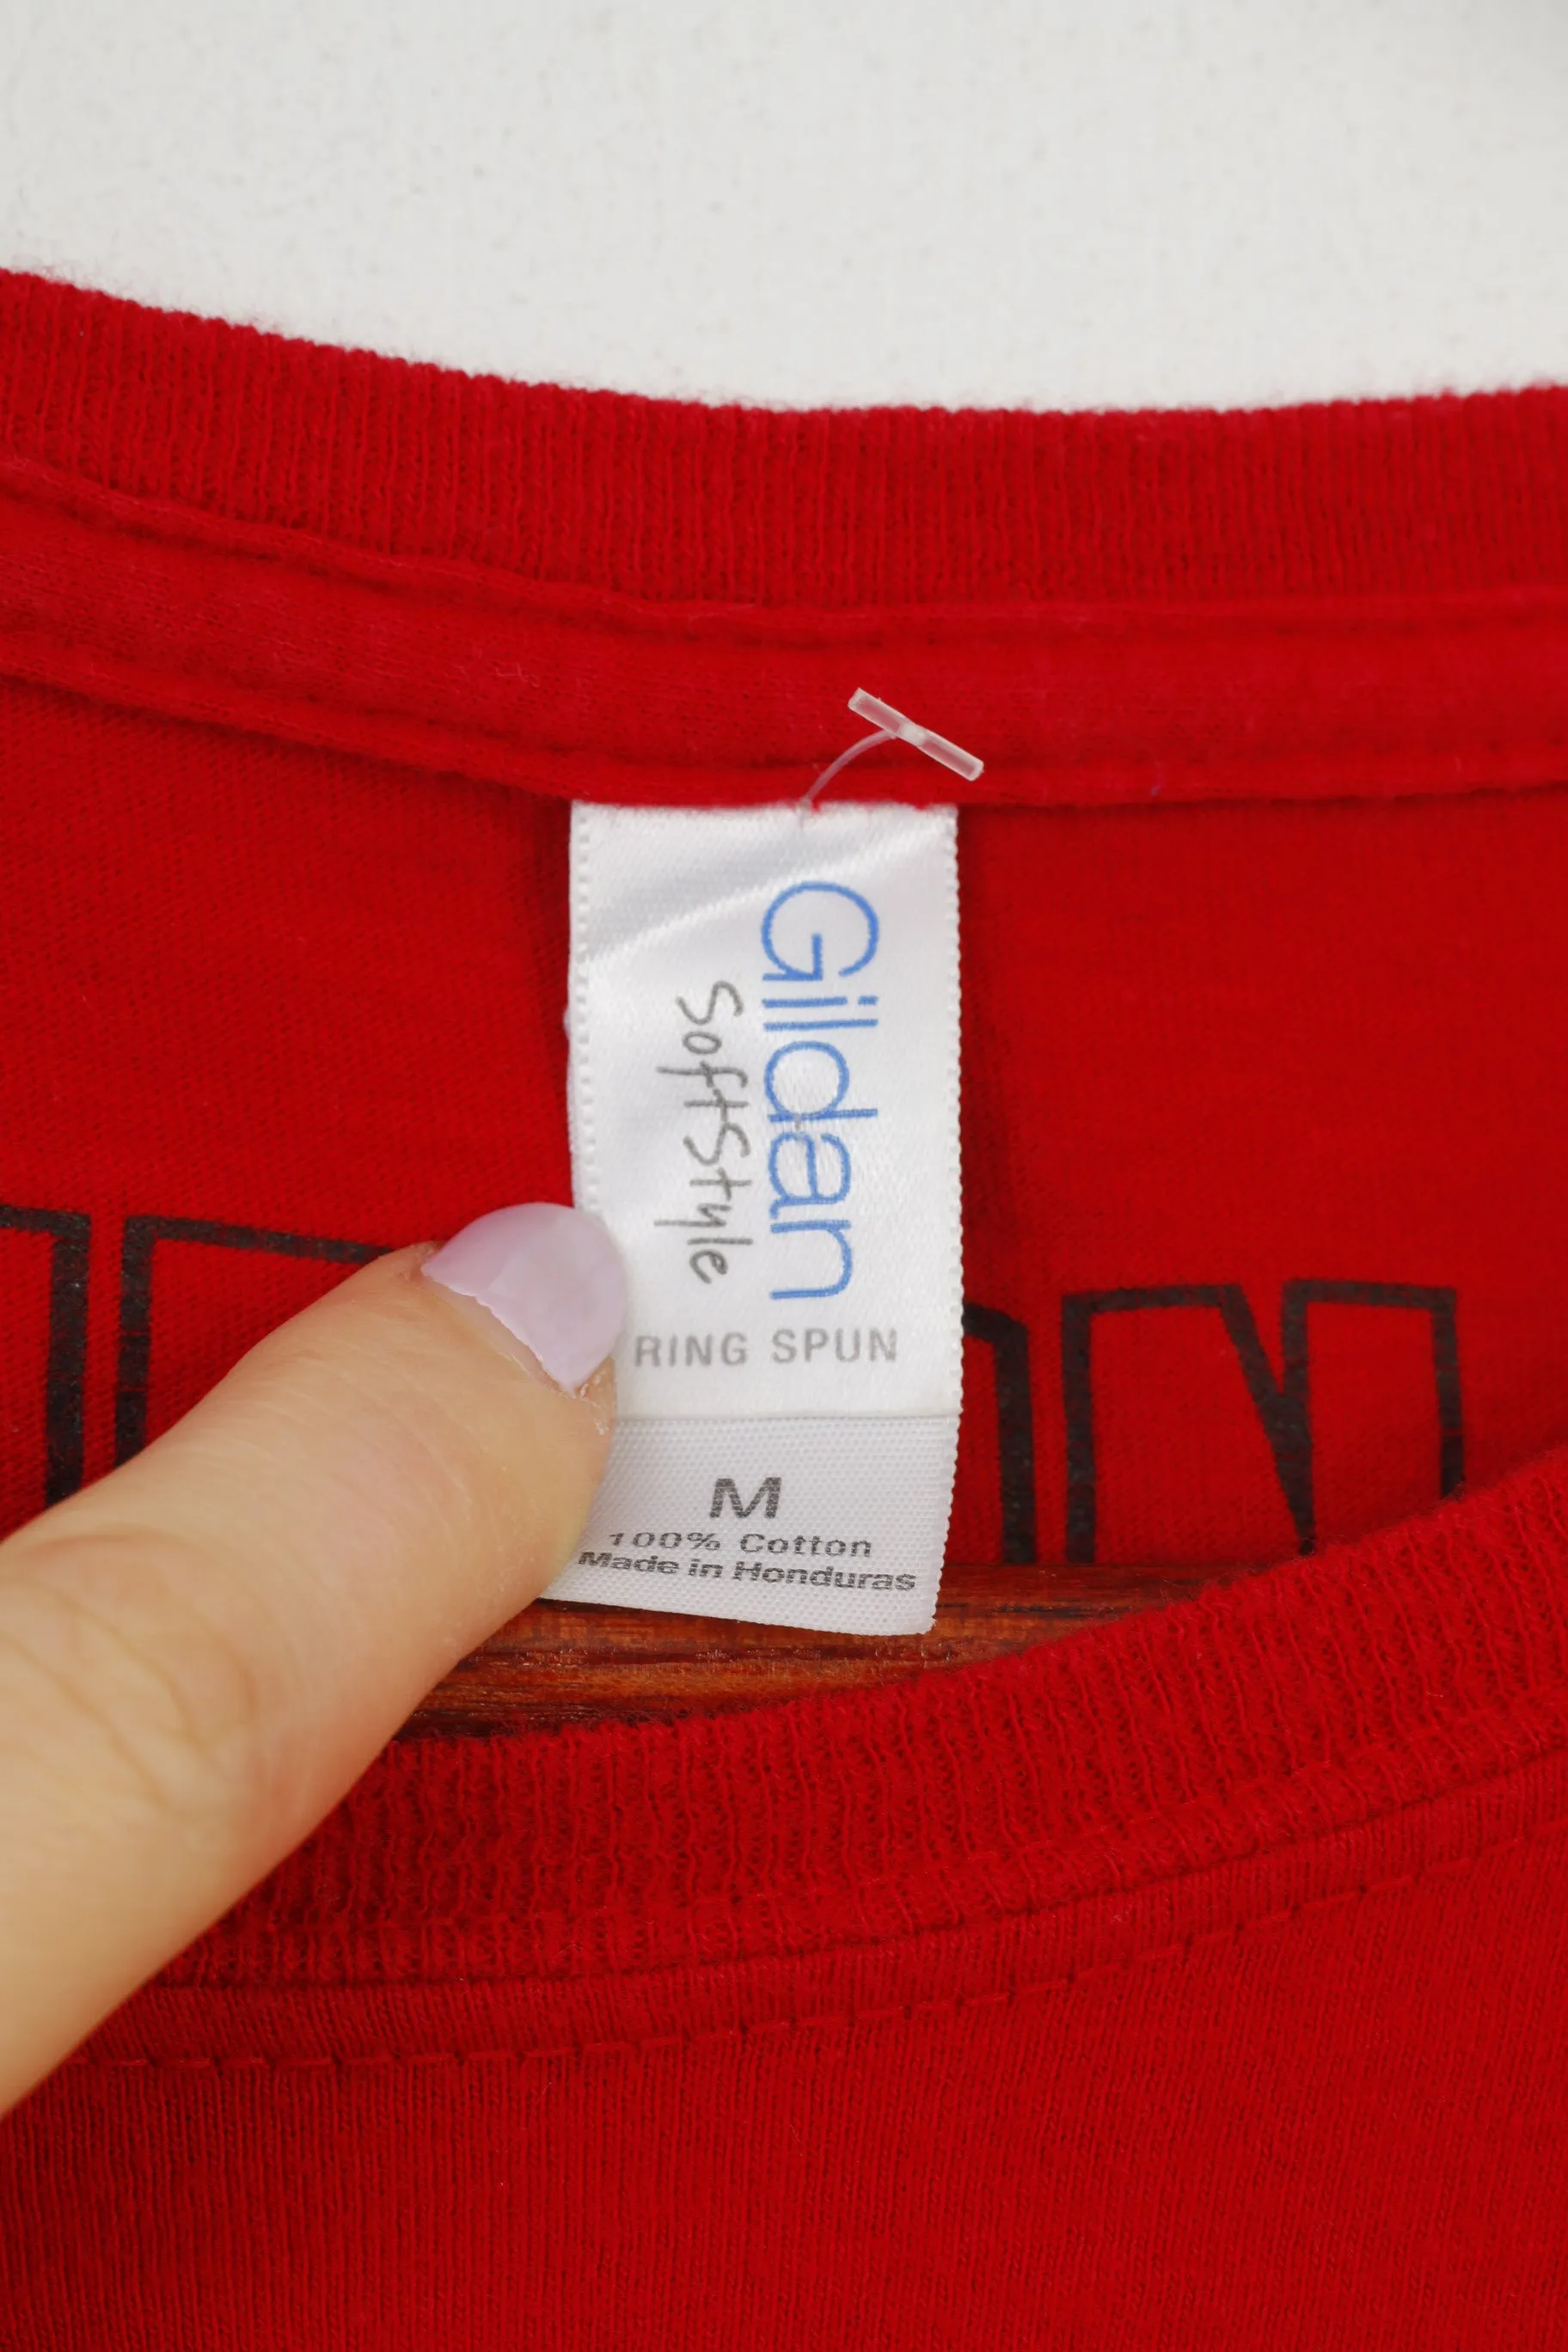 Gildan
SoftStyle
RING SPUN
M
100% Cotton
Made in Honduras